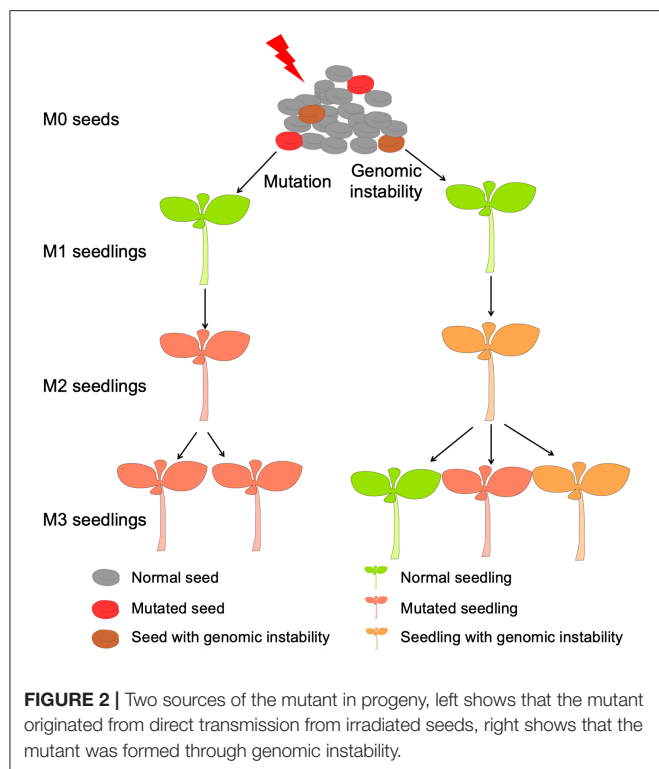 M0 seeds
Mutation
Genomic
instability
M1 seedlings
M2 seedlings
M3 seedlings
Normal seed
Mutated seed
Seed with genomic instability
Normal seedling
Mutated seedling
Seedling with genomic instability
FIGURE 2 | Two sources of the mutant in progeny, left shows that the mutant
originated from direct transmission from irradiated seeds, right shows that the
mutant was formed through genomic instability.